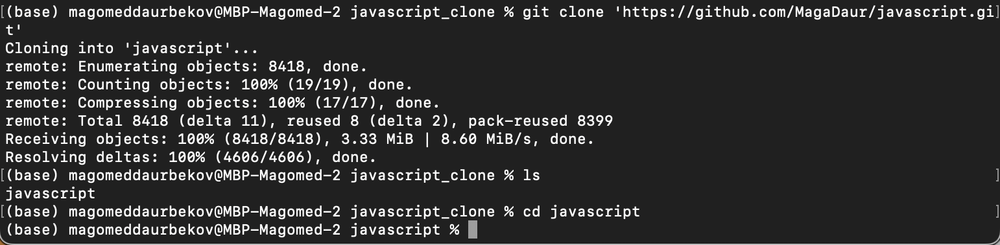 [(base) magomeddaurbekov@MBP-Magomed-2 javascript_clone % git clone 'https://github.com/MagaDaur/javascript.gi]
t'
Cloning into 'javascript'...
remote: Enumerating objects: 8418, done.
remote: Counting objects: 100% (19/19), done.
remote: Compressing objects: 100% (17/17), done.
remote: Total 8418 (delta 11), reused 8 (delta 2), pack-reused 8399
Receiving objects: 100% (8418/8418), 3.33 MiB | 8.60 MiB/s, done.
Resolving deltas: 100% (4606/4606), done.
[(base) magomeddaurbekov@MBP-Magomed-2 javascript_clone % ls ]
javascript
[(base) magomeddaurbekov@MBP-Magomed-2 javascript_clone % cd javascript ]
(base) magomeddaurbekov@MBP-Magomed-2 javascript %